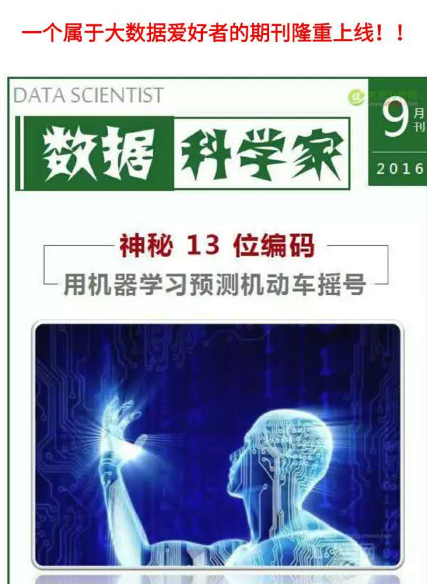 一个属于大数据爱好者的期刊隆重上线！！
DATA SCIENTIST
数据科学家
9月刊
2016
神秘 13 位编码
用机器学习预测机动车摇号